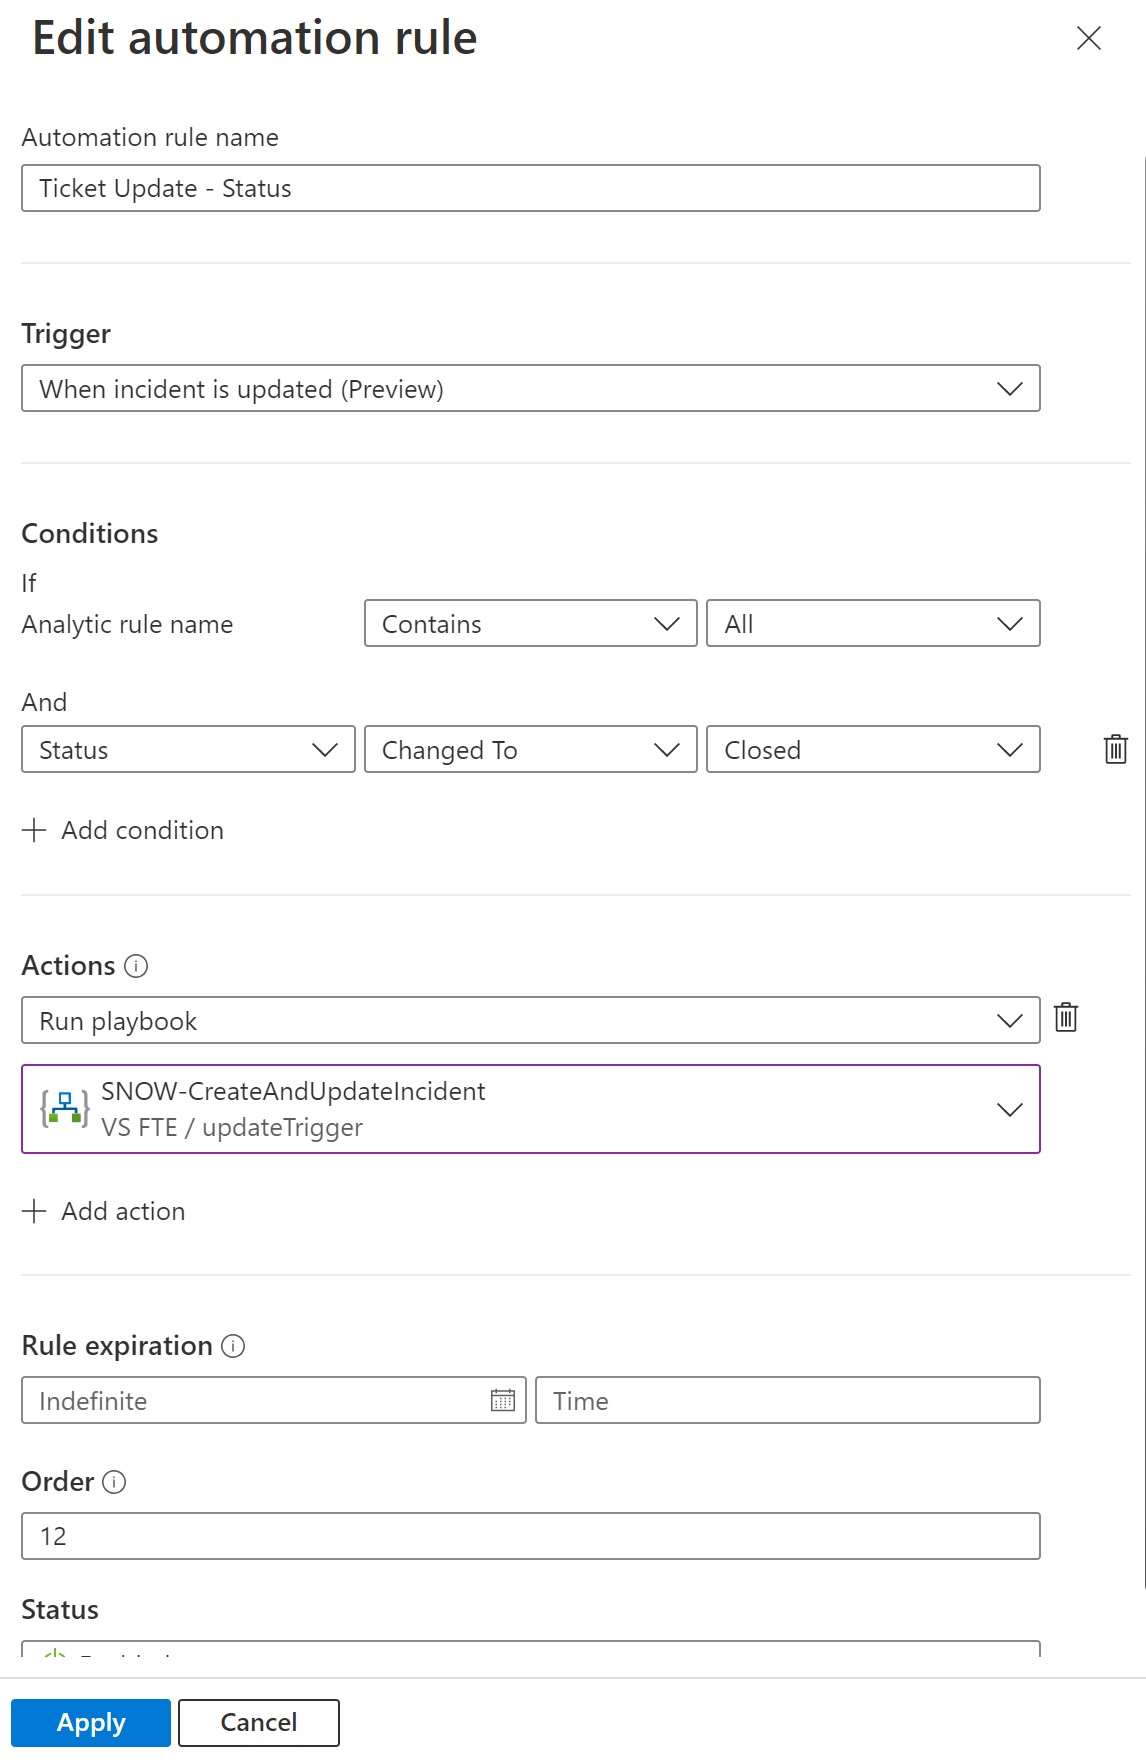 Edit automation rule
Automation rule name
Ticket Update - Status
Trigger
When incident is updated (Preview)
Conditions
If
Analytic rule name Contains All
And
Status Changed To Closed
Add condition
Actions
Run playbook
SNOW-CreateAndUpdateIncident
VS FTE / updateTrigger
Add action
Rule expiration
Indefinite Time
Order
12
Status
Apply Cancel